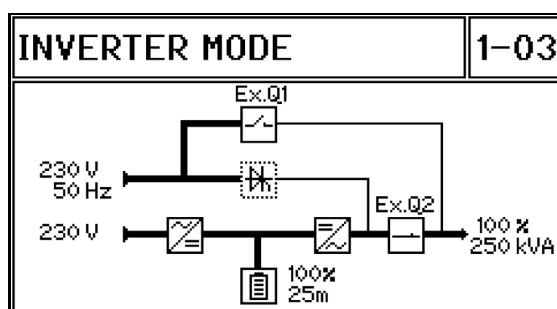 INVERTER MODE
1-03
Ex.Q1
230 V
50 Hz
Ex.Q2
230 V
100 %
250 kVA
100%
25m